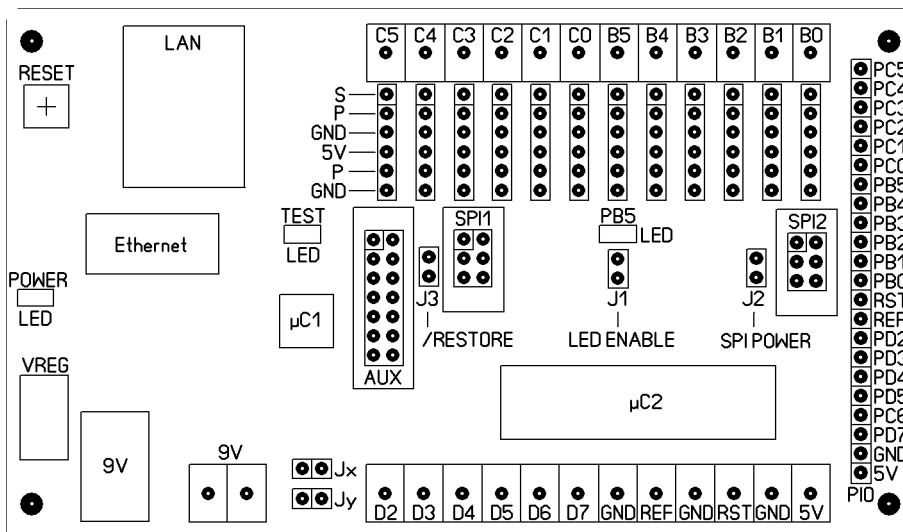 LAN
C5 C4 C3 C2 C1 C0 B5 B4 B3 B2 B1 B0
RESET
S
P
GND
5V
P
GND
PC5
PC4
PC3
PC2
PC1
PC0
PB5
PB4
PB3
PB2
PB1
PB0
RST
REF
PD2
PD3
PD4
PD5
PC6
PD7
GND
5V
PIO
Ethernet
TEST
LED
SPI1
PB5
LED
SPI2
POWER
LED
µC1
J3
/RESTORE
J1
LED ENABLE
J2
SPI POWER
AUX
VREG
µC2
9V
9V
Jx
Jy
D2 D3 D4 D5 D6 D7 GND REF GND RST GND 5V